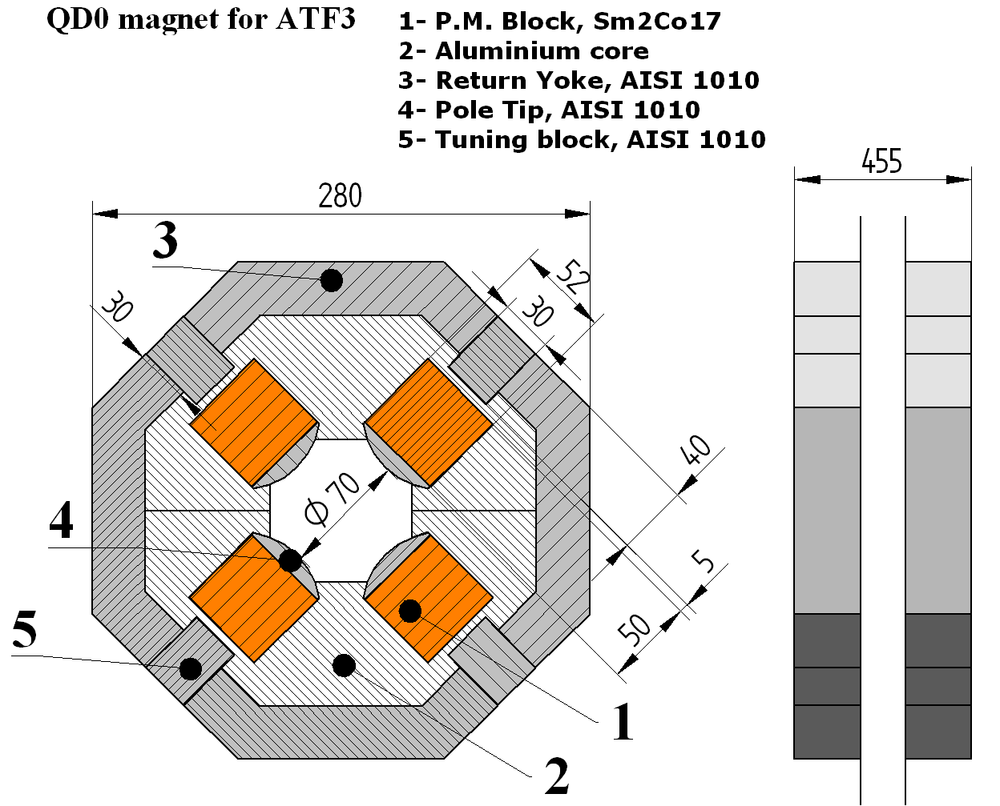 QD0 magnet for ATF3
1- P.M. Block, Sm2Co17
2- Aluminium core
3- Return Yoke, AISI 1010
4- Pole Tip, AISI 1010
5- Tuning block, AISI 1010
455
280
3
52
30
30
40
ϕ 70
4
5
50
5
1
2